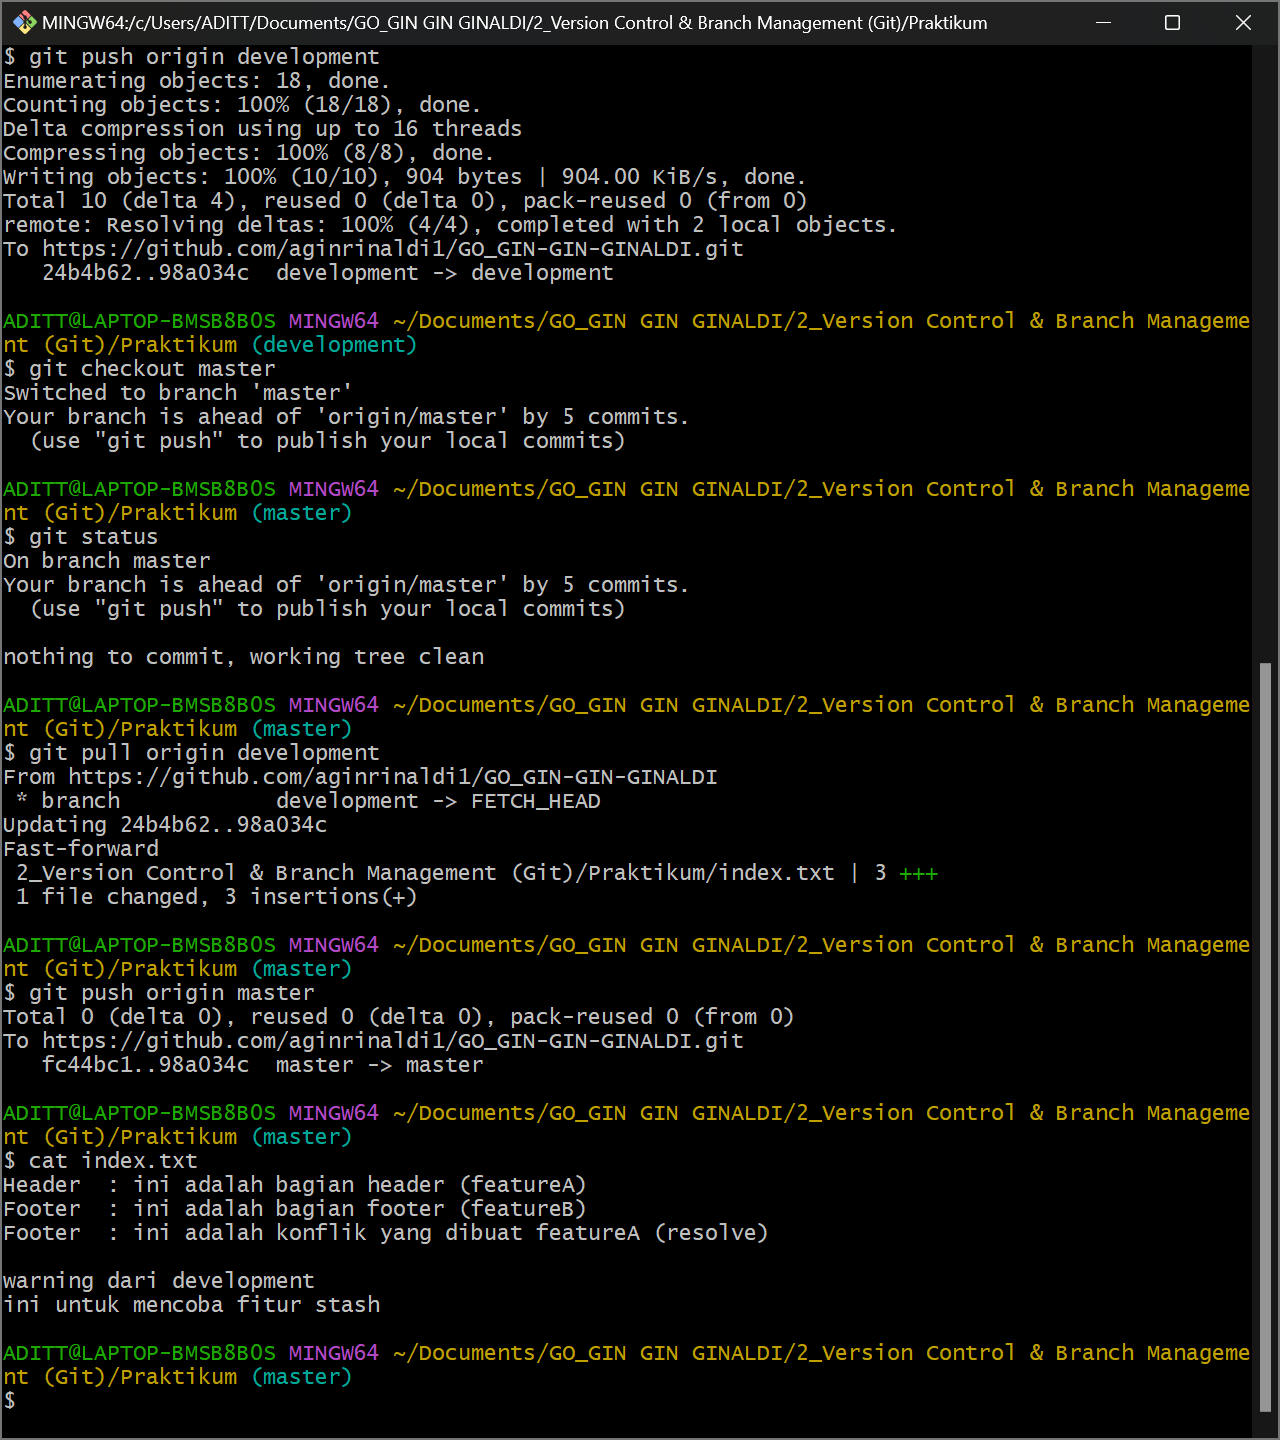 MINGW64:/c/Users/ADITT/Documents/GO_GIN GIN GINALDI/2_Version Control & Branch Management (Git)/Praktikum
$ git push origin development
Enumerating objects: 18, done.
Counting objects: 100% (18/18), done.
Delta compression using up to 16 threads
Compressing objects: 100% (8/8), done.
Writing objects: 100% (10/10), 904 bytes | 904.00 KiB/s, done.
Total 10 (delta 4), reused 0 (delta 0), pack-reused 0 (from 0)
remote: Resolving deltas: 100% (4/4), completed with 2 local objects.
To https://github.com/aginrinaldi1/GO_GIN-GIN-GINALDI.git
   24b4b62..98a034c  development -> development

ADITT@LAPTOP-BMSB8B0S MINGW64 ~/Documents/GO_GIN GIN GINALDI/2_Version Control & Branch Manageme
nt (Git)/Praktikum (development)
$ git checkout master
Switched to branch 'master'
Your branch is ahead of 'origin/master' by 5 commits.
  (use "git push" to publish your local commits)

ADITT@LAPTOP-BMSB8B0S MINGW64 ~/Documents/GO_GIN GIN GINALDI/2_Version Control & Branch Manageme
nt (Git)/Praktikum (master)
$ git status
On branch master
Your branch is ahead of 'origin/master' by 5 commits.
  (use "git push" to publish your local commits)

nothing to commit, working tree clean

ADITT@LAPTOP-BMSB8B0S MINGW64 ~/Documents/GO_GIN GIN GINALDI/2_Version Control & Branch Manageme
nt (Git)/Praktikum (master)
$ git pull origin development
From https://github.com/aginrinaldi1/GO_GIN-GIN-GINALDI
 * branch            development -> FETCH_HEAD
Updating 24b4b62..98a034c
Fast-forward
 2_Version Control & Branch Management (Git)/Praktikum/index.txt | 3 +++
 1 file changed, 3 insertions(+)

ADITT@LAPTOP-BMSB8B0S MINGW64 ~/Documents/GO_GIN GIN GINALDI/2_Version Control & Branch Manageme
nt (Git)/Praktikum (master)
$ git push origin master
Total 0 (delta 0), reused 0 (delta 0), pack-reused 0 (from 0)
To https://github.com/aginrinaldi1/GO_GIN-GIN-GINALDI.git
   fc44bc1..98a034c  master -> master

ADITT@LAPTOP-BMSB8B0S MINGW64 ~/Documents/GO_GIN GIN GINALDI/2_Version Control & Branch Manageme
nt (Git)/Praktikum (master)
$ cat index.txt
Header  : ini adalah bagian header (featureA)
Footer  : ini adalah bagian footer (featureB)
Footer  : ini adalah konflik yang dibuat featureA (resolve)

warning dari development
ini untuk mencoba fitur stash

ADITT@LAPTOP-BMSB8B0S MINGW64 ~/Documents/GO_GIN GIN GINALDI/2_Version Control & Branch Manageme
nt (Git)/Praktikum (master)
$